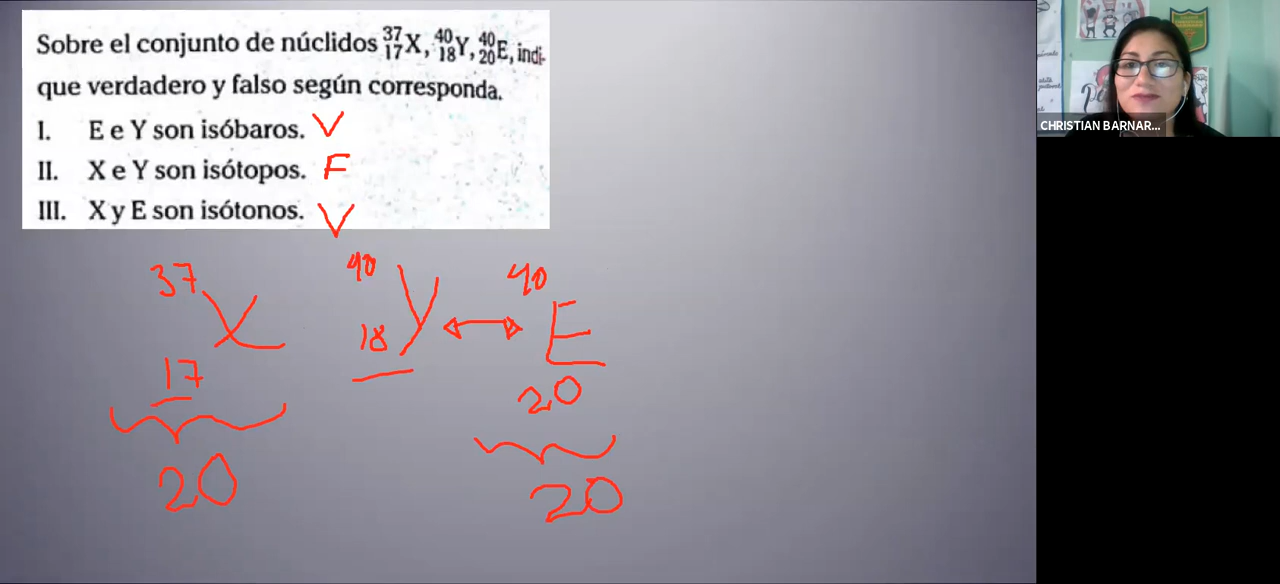 Sobre el conjunto de núclidos ³⁷₁₇X, ⁴⁰₁₈Y, ⁴⁰₂₀E, indi-
que verdadero y falso según corresponda.
I. E e Y son isóbaros. V
II. X e Y son isótopos. F
III. X y E son isótonos. V
37 X 17
40 Y 18
40 E 20
20
20
CHRISTIAN BARNAR...